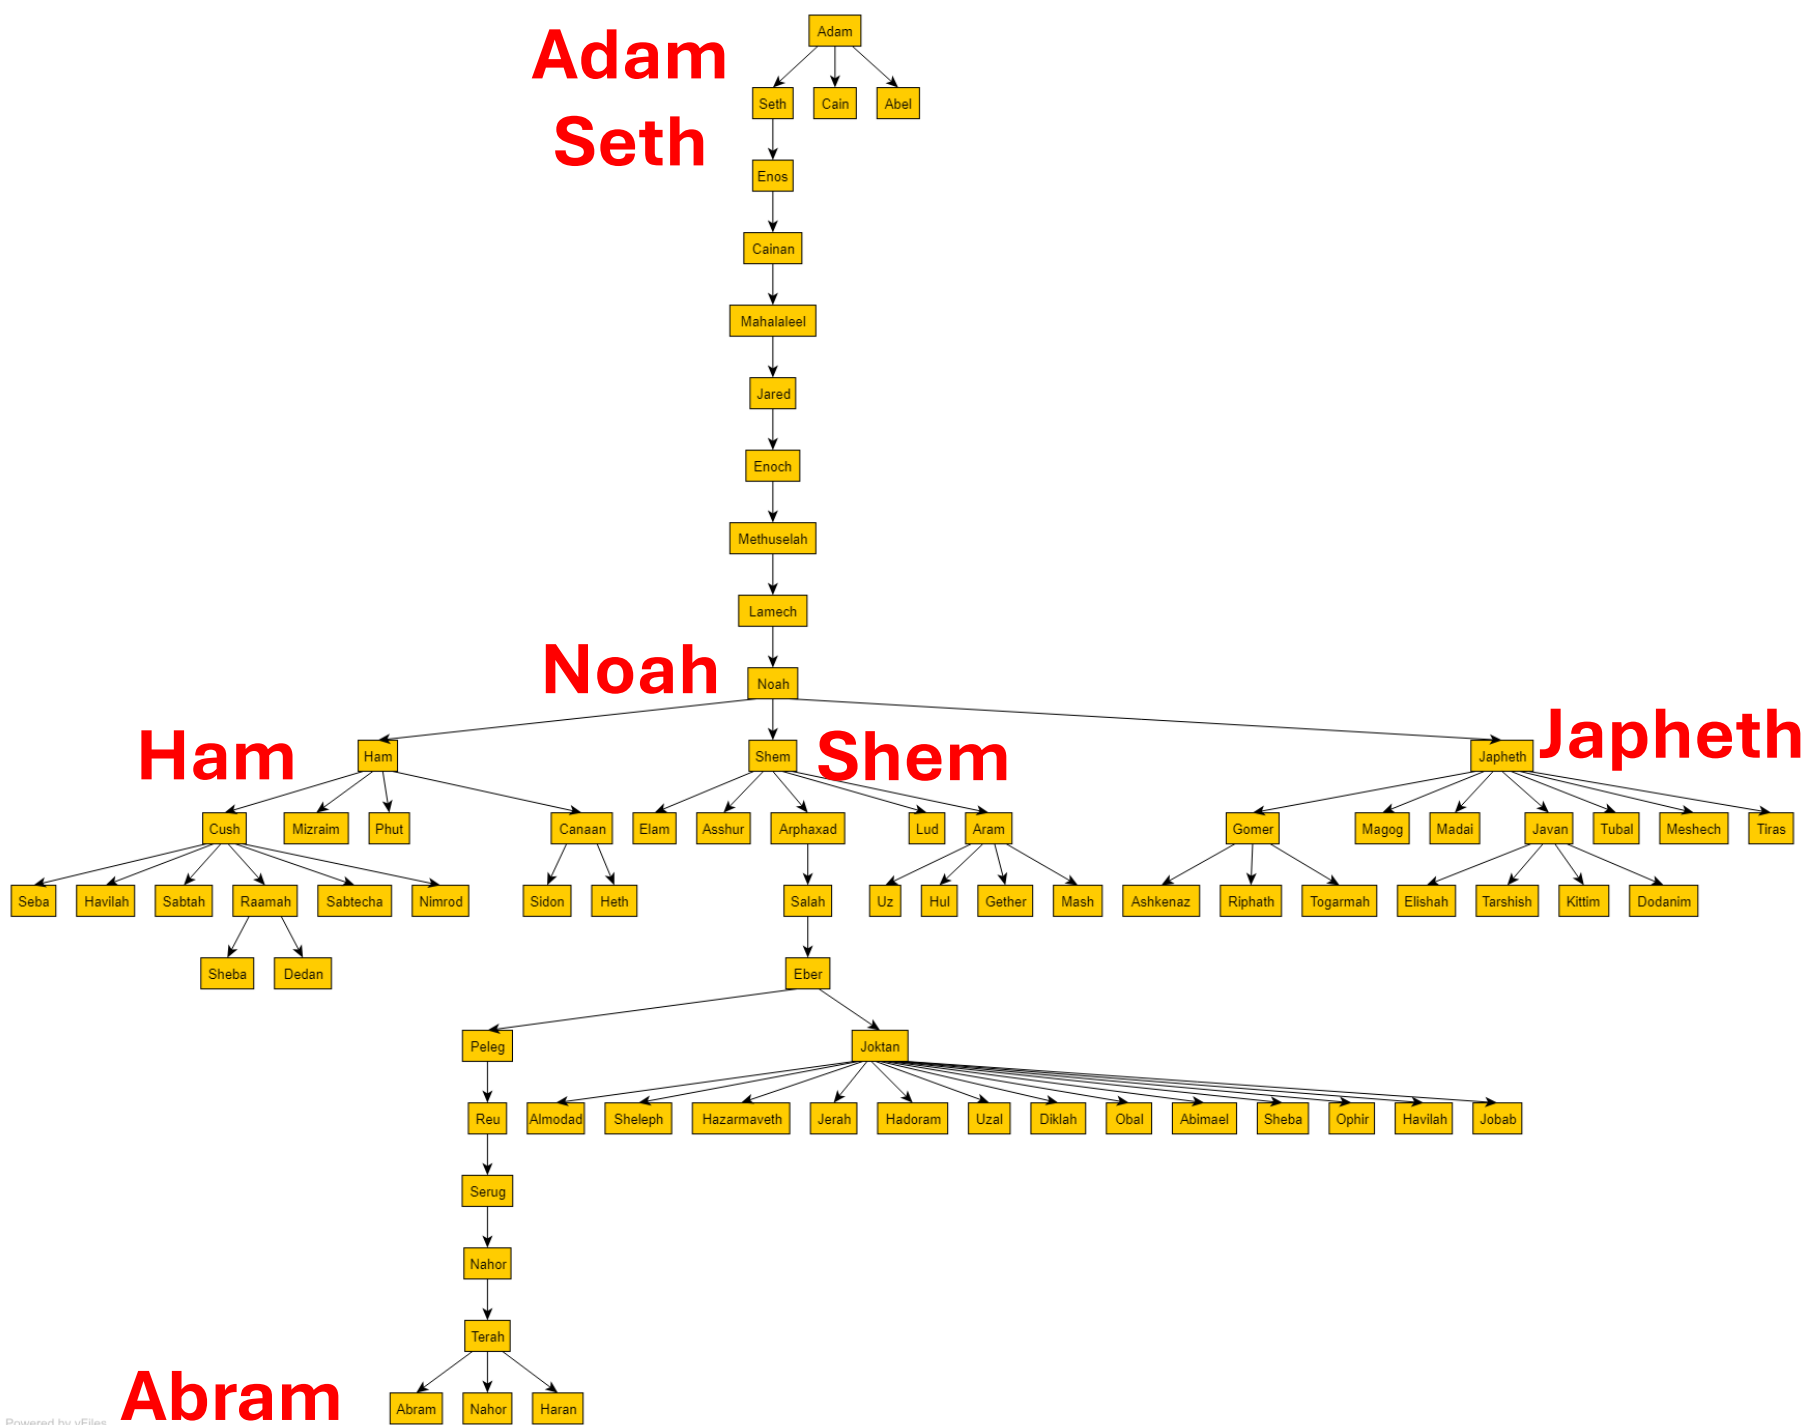 Adam
Adam
Seth
Cain
Abel
Seth
Enos
Cainan
Mahalaleel
Jared
Enoch
Methuselah
Lamech
Noah
Noah
Ham
Ham
Shem
Shem
Japheth
Japheth
Cush
Mizraim
Phut
Canaan
Elam
Asshur
Arphaxad
Lud
Aram
Gomer
Magog
Madai
Javan
Tubal
Meshech
Tiras
Seba
Havilah
Sabtah
Raamah
Sabtecha
Nimrod
Sidon
Heth
Salah
Uz
Hul
Gether
Mash
Ashkenaz
Riphath
Togarmah
Elishah
Tarshish
Kittim
Dodanim
Sheba
Dedan
Eber
Peleg
Joktan
Reu
Almodad
Sheleph
Hazarmaveth
Jerah
Hadoram
Uzal
Diklah
Obal
Abimael
Sheba
Ophir
Havilah
Jobab
Serug
Nahor
Terah
Abram
Abram
Nahor
Haran
Powered by yFiles